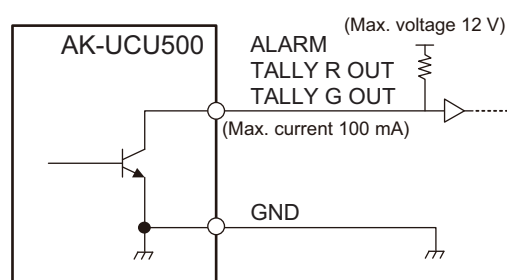 AK-UCU500
(Max. voltage 12 V)
ALARM
TALLY R OUT
TALLY G OUT
(Max. current 100 mA)
GND